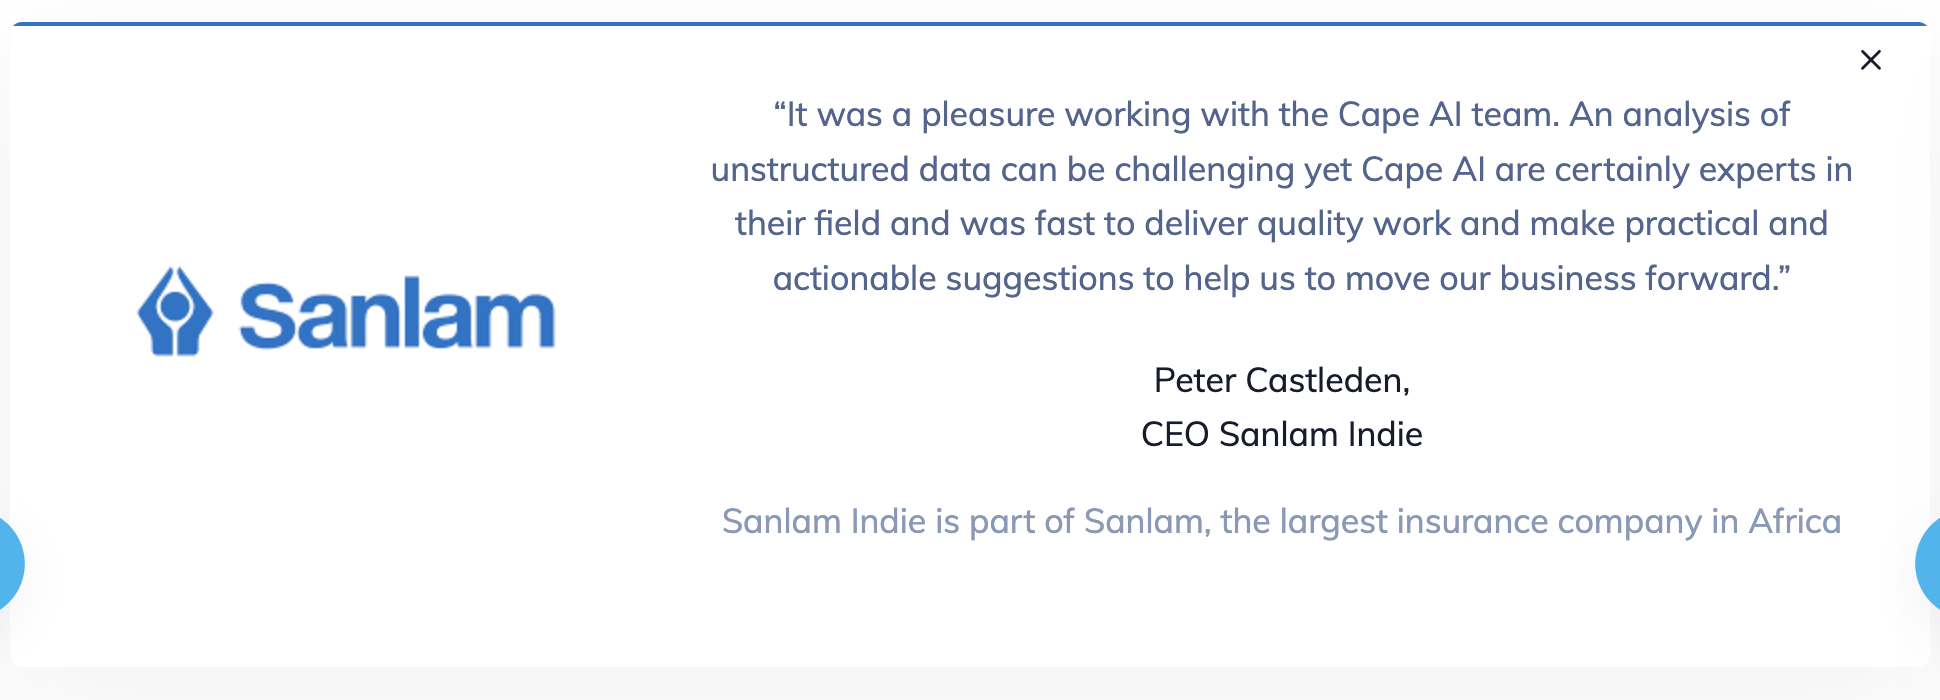 Sanlam
“It was a pleasure working with the Cape AI team. An analysis of
unstructured data can be challenging yet Cape AI are certainly experts in
their field and was fast to deliver quality work and make practical and
actionable suggestions to help us to move our business forward.”
Peter Castleden,
CEO Sanlam Indie
Sanlam Indie is part of Sanlam, the largest insurance company in Africa